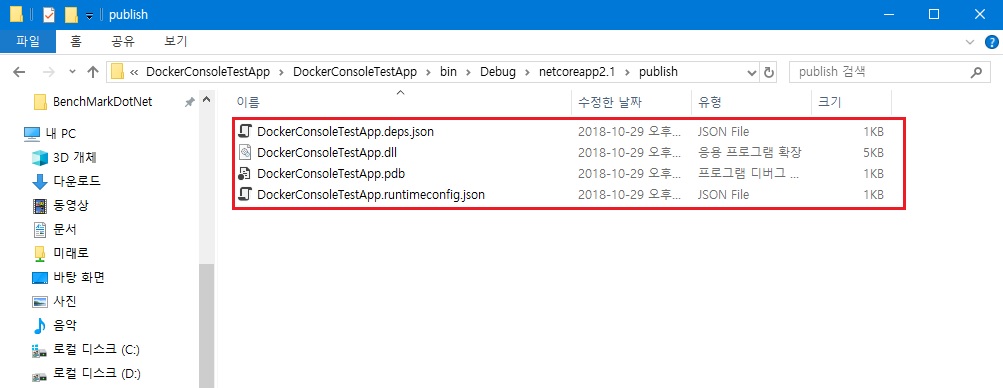 publish
파일 홈 공유 보기
« DockerConsoleTestApp > DockerConsoleTestApp > bin > Debug > netcoreapp2.1 > publish publish 검색
BenchMarkDotNet
내 PC
3D 개체
다운로드
동영상
문서
미래로
바탕 화면
사진
음악
로컬 디스크 (C:)
로컬 디스크 (D:)
이름 수정한 날짜 유형 크기
DockerConsoleTestApp.deps.json 2018-10-29 오후... JSON File 1KB
DockerConsoleTestApp.dll 2018-10-29 오후... 응용 프로그램 확장 5KB
DockerConsoleTestApp.pdb 2018-10-29 오후... 프로그램 디버그 ... 1KB
DockerConsoleTestApp.runtimeconfig.json 2018-10-29 오후... JSON File 1KB